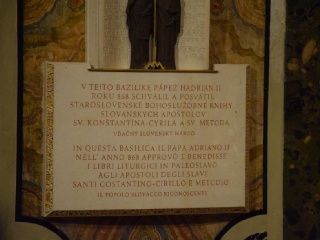 V TEJTO BAZILIKE PÁPEŽ HADRIÁN II.
ROKU 868 SCHVÁLIL A POSVÄTIL
STAROSLOVENSKÉ BOHOSLUŽOBNÉ KNIHY
SLOVANSKÝCH APOŠTOLOV
SV. KONŠTANTÍNA-CYRILA A SV. METODA
VĎAČNÝ SLOVENSKÝ NÁROD
IN QUESTA BASILICA IL PAPA ADRIANO II
NELL' ANNO 868 APPROVÒ E BENEDISSE
I LIBRI LITURGICI IN PALEOSLAVO
AGLI APOSTOLI DEGLI SLAVI
SANTI COSTANTINO-CIRILLO E METODIO
IL POPOLO SLOVACCO RICONOSCENTE